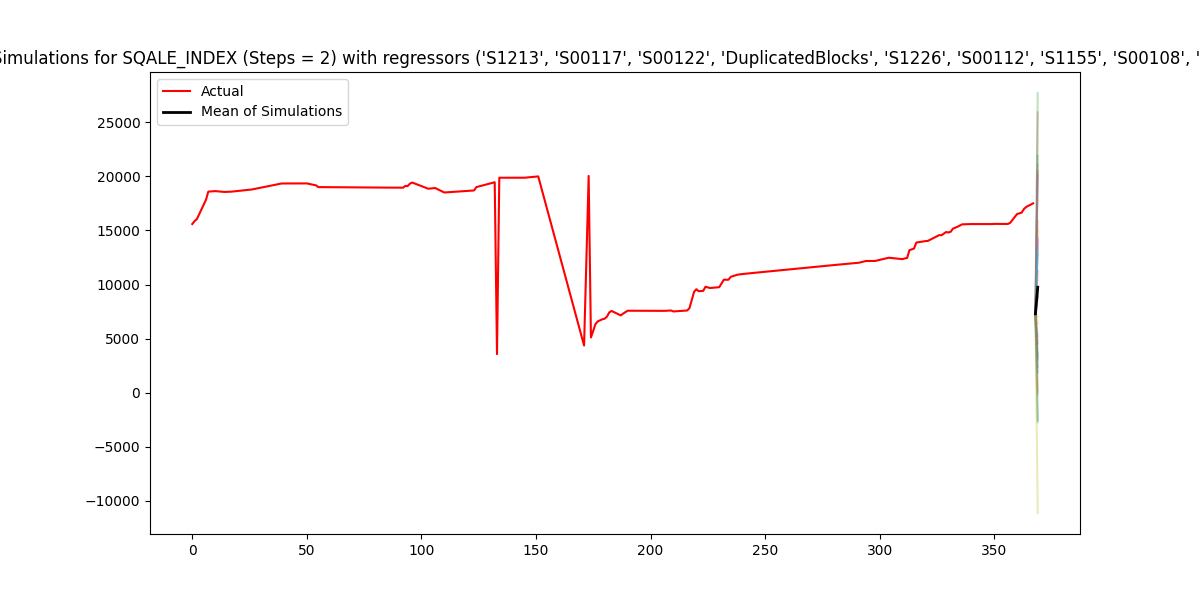 Simulations for SQALE_INDEX (Steps = 2) with regressors ('S1213', 'S00117', 'S00122', 'DuplicatedBlocks', 'S1226', 'S00112', 'S1155', 'S00108', '
Actual
Mean of Simulations
25000
20000
15000
10000
5000
0
−5000
−10000
0 50 100 150 200 250 300 350